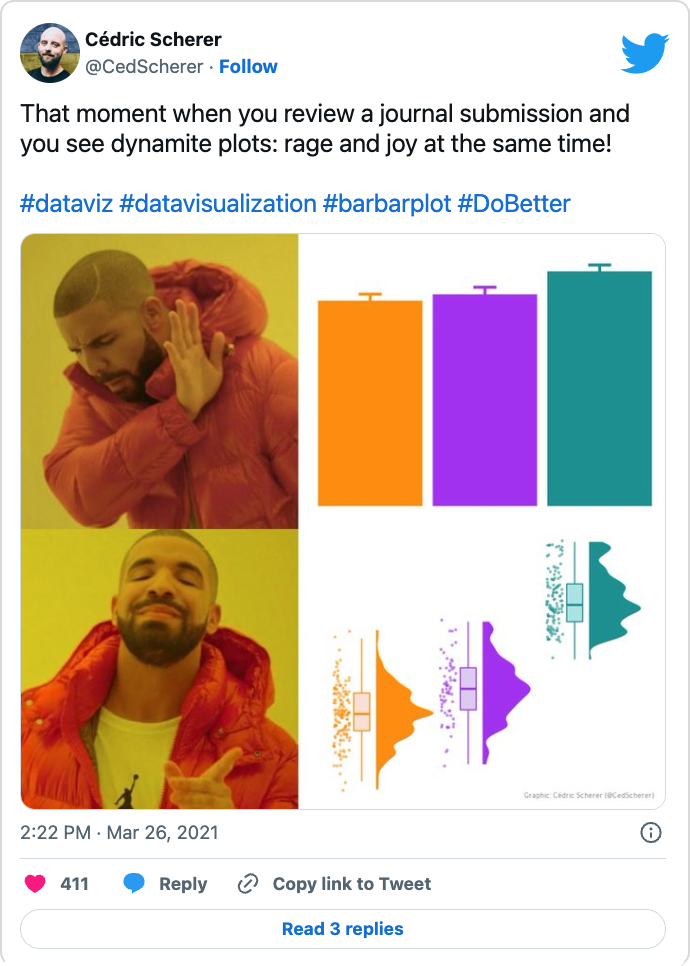 Cédric Scherer
@CedScherer · Follow
That moment when you review a journal submission and
you see dynamite plots: rage and joy at the same time!
#dataviz #datavisualization #barbarplot #DoBetter
Graphic: Cédric Scherer (@CedScherer)
2:22 PM · Mar 26, 2021
411 Reply Copy link to Tweet
Read 3 replies